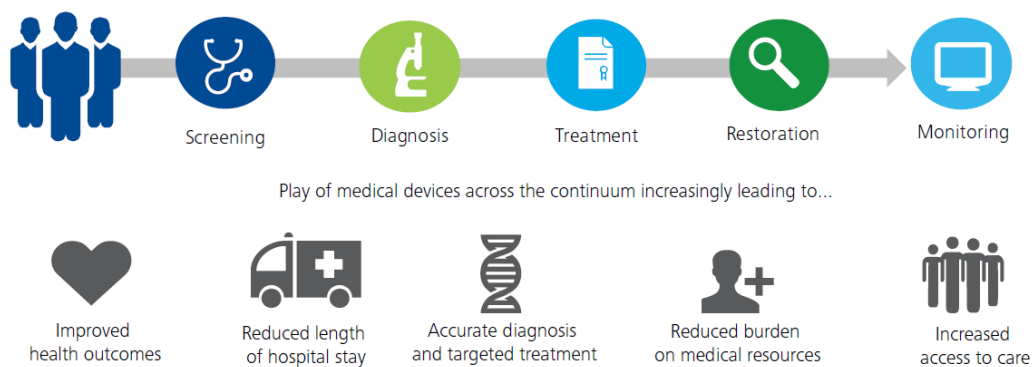 Screening
Diagnosis
Treatment
Restoration
Monitoring
Play of medical devices across the continuum increasingly leading to...
Improved
health outcomes
Reduced length
of hospital stay
Accurate diagnosis
and targeted treatment
Reduced burden
on medical resources
Increased
access to care